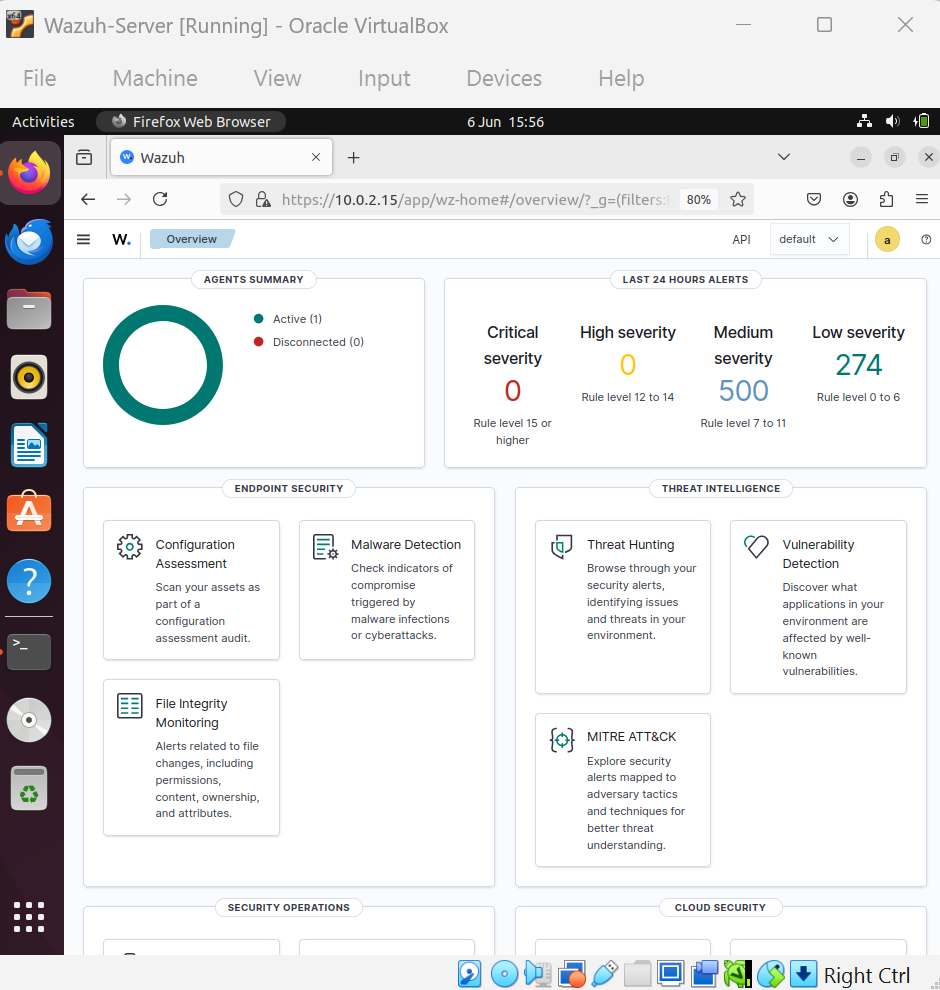 Wazuh-Server [Running] - Oracle VirtualBox
File Machine View Input Devices Help
Activities Firefox Web Browser 6 Jun 15:56
Wazuh
https://10.0.2.15/app/wz-home#/overview/?_g=(filters: 80%
W. Overview API default a
AGENTS SUMMARY
Active (1)
Disconnected (0)
LAST 24 HOURS ALERTS
Critical severity
0
Rule level 15 or higher
High severity
0
Rule level 12 to 14
Medium severity
500
Rule level 7 to 11
Low severity
274
Rule level 0 to 6
ENDPOINT SECURITY
Configuration
Assessment
Scan your assets as
part of a
configuration
assessment audit.
Malware Detection
Check indicators of
compromise
triggered by
malware infections
or cyberattacks.
File Integrity
Monitoring
Alerts related to file
changes, including
permissions,
content, ownership,
and attributes.
THREAT INTELLIGENCE
Threat Hunting
Browse through your
security alerts,
identifying issues
and threats in your
environment.
Vulnerability
Detection
Discover what
applications in your
environment are
affected by well-
known
vulnerabilities.
MITRE ATT&CK
Explore security
alerts mapped to
adversary tactics
and techniques for
better threat
understanding.
SECURITY OPERATIONS
CLOUD SECURITY
Right Ctrl